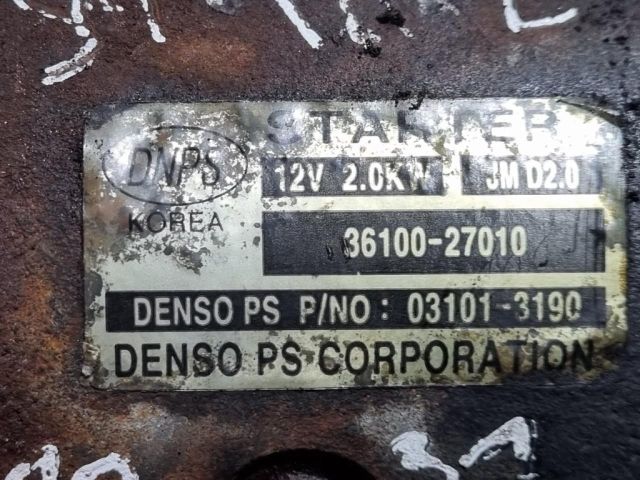 STARTER
DNPS
12V 2.0KW JM D2.0
KOREA
36100-27010
DENSO PS P/NO: 03101-3190
DENSO PS CORPORATION
31